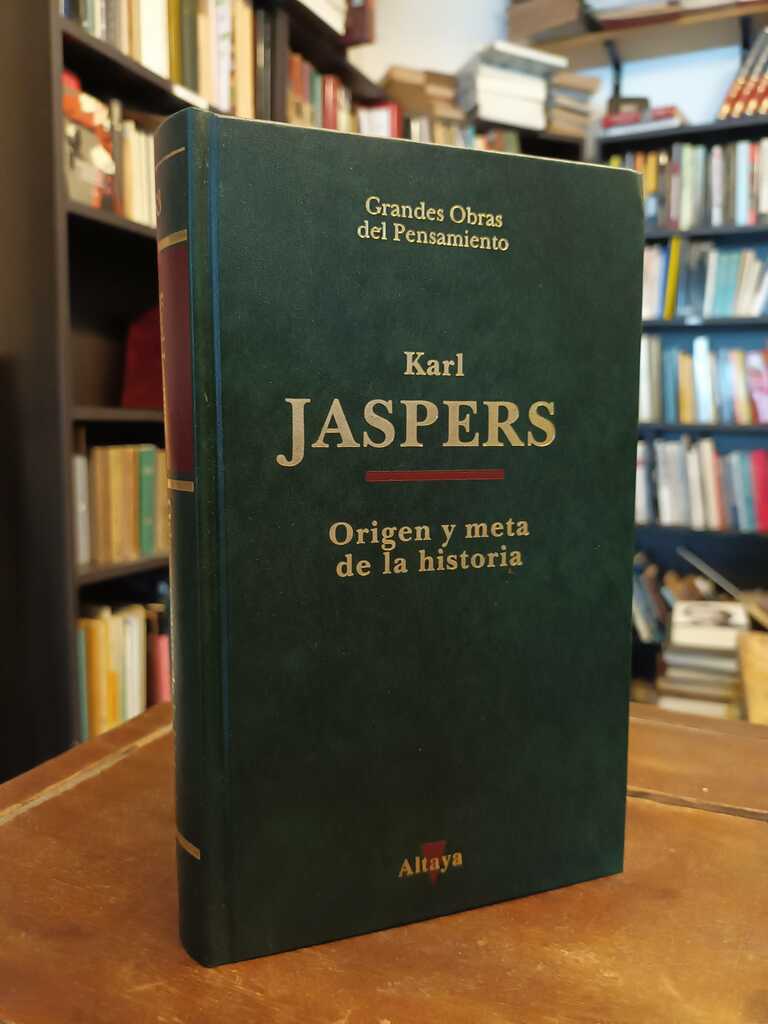 Grandes Obras
del Pensamiento
Karl
JASPERS
Origen y meta
de la historia
Altaya